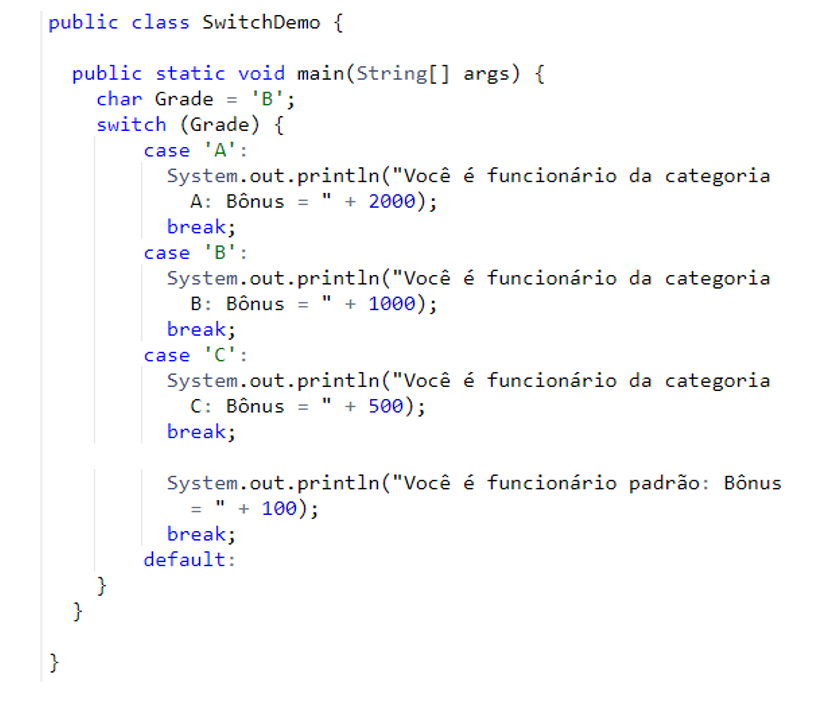 public class SwitchDemo {
public static void main(String[] args) {
char Grade = 'B';
switch (Grade) {
case 'A':
System.out.println("Você é funcionário da categoria
A: Bônus = " + 2000);
break;
case 'B':
System.out.println("Você é funcionário da categoria
B: Bônus = " + 1000);
break;
case 'C':
System.out.println("Você é funcionário da categoria
C: Bônus = " + 500);
break;
System.out.println("Você é funcionário padrão: Bônus
= " + 100);
break;
default:
}
}
}